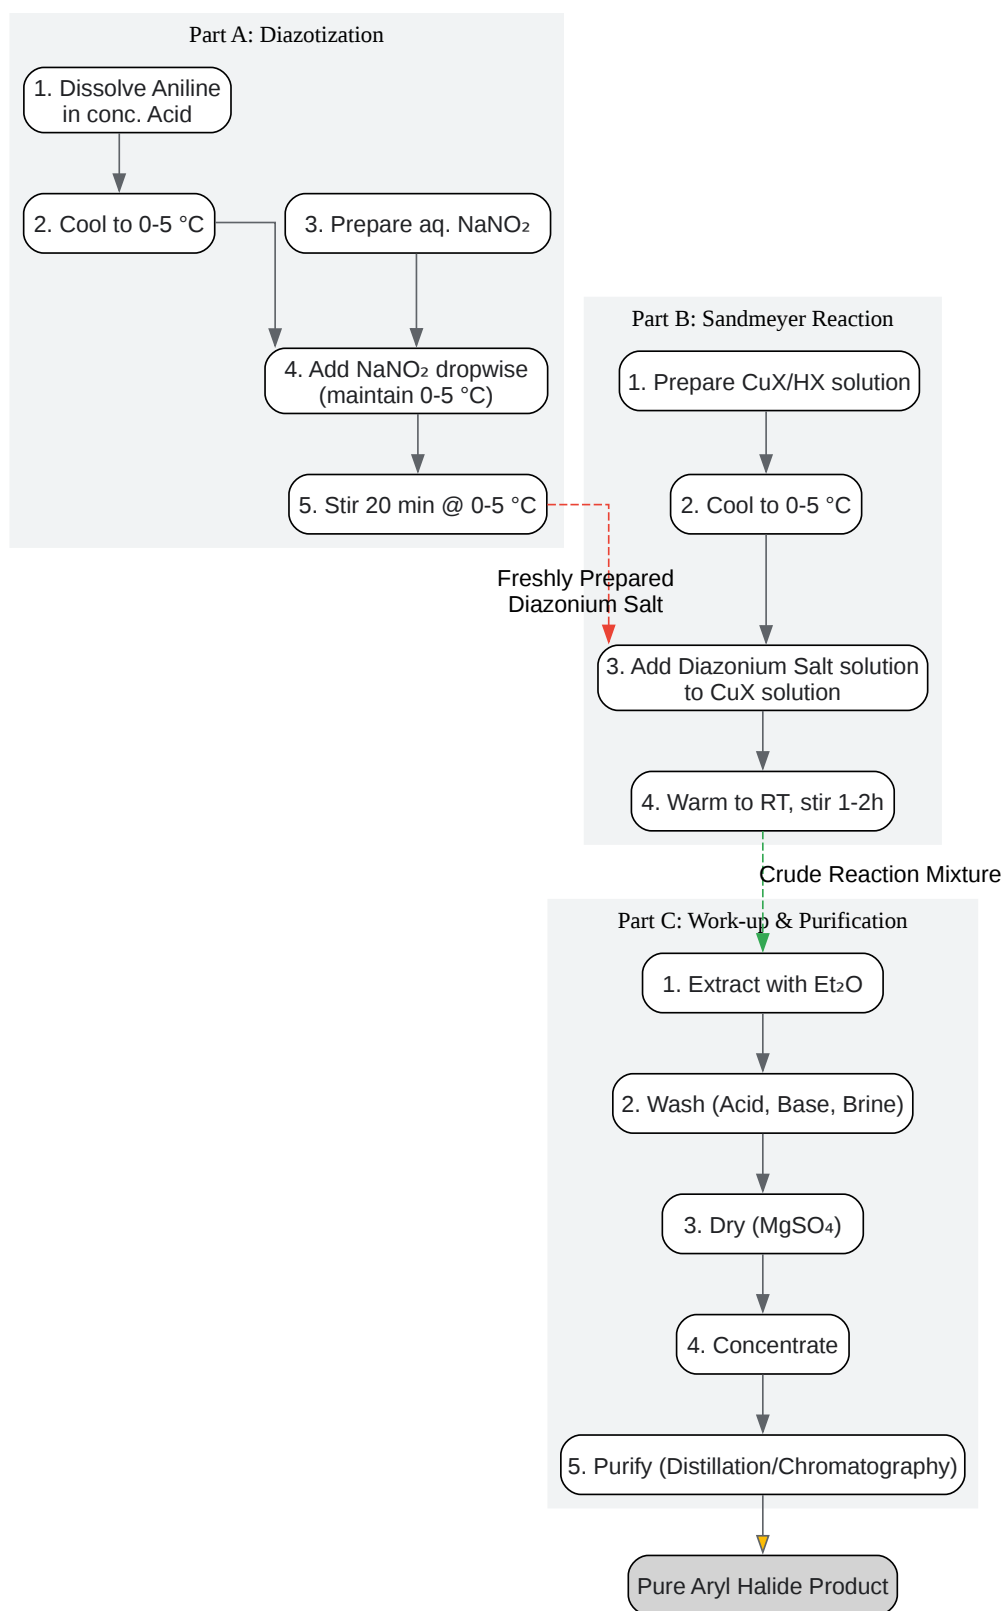 Part A: Diazotization
1. Dissolve Aniline
in conc. Acid
2. Cool to 0-5 °C
3. Prepare aq. NaNO₂
4. Add NaNO₂ dropwise
(maintain 0-5 °C)
5. Stir 20 min @ 0-5 °C
Freshly Prepared
Diazonium Salt
Part B: Sandmeyer Reaction
1. Prepare CuX/HX solution
2. Cool to 0-5 °C
3. Add Diazonium Salt solution
to CuX solution
4. Warm to RT, stir 1-2h
Crude Reaction Mixture
Part C: Work-up & Purification
1. Extract with Et₂O
2. Wash (Acid, Base, Brine)
3. Dry (MgSO₄)
4. Concentrate
5. Purify (Distillation/Chromatography)
Pure Aryl Halide Product